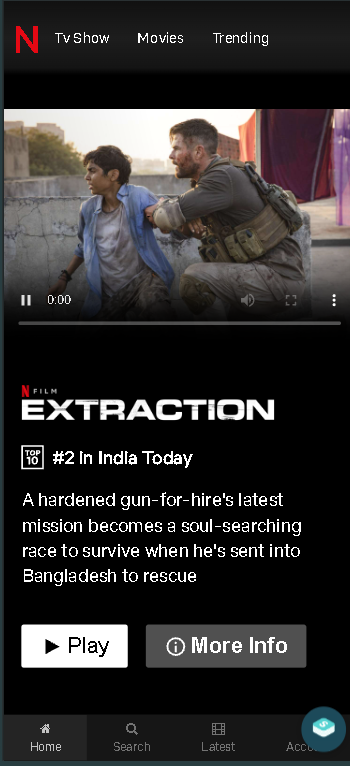 N Tv Show Movies Trending
0:00
N FILM
EXTRACTION
TOP 10 #2 in India Today
A hardened gun-for-hire's latest
mission becomes a soul-searching
race to survive when he's sent into
Bangladesh to rescue
Play More Info
Home Search Latest Acco